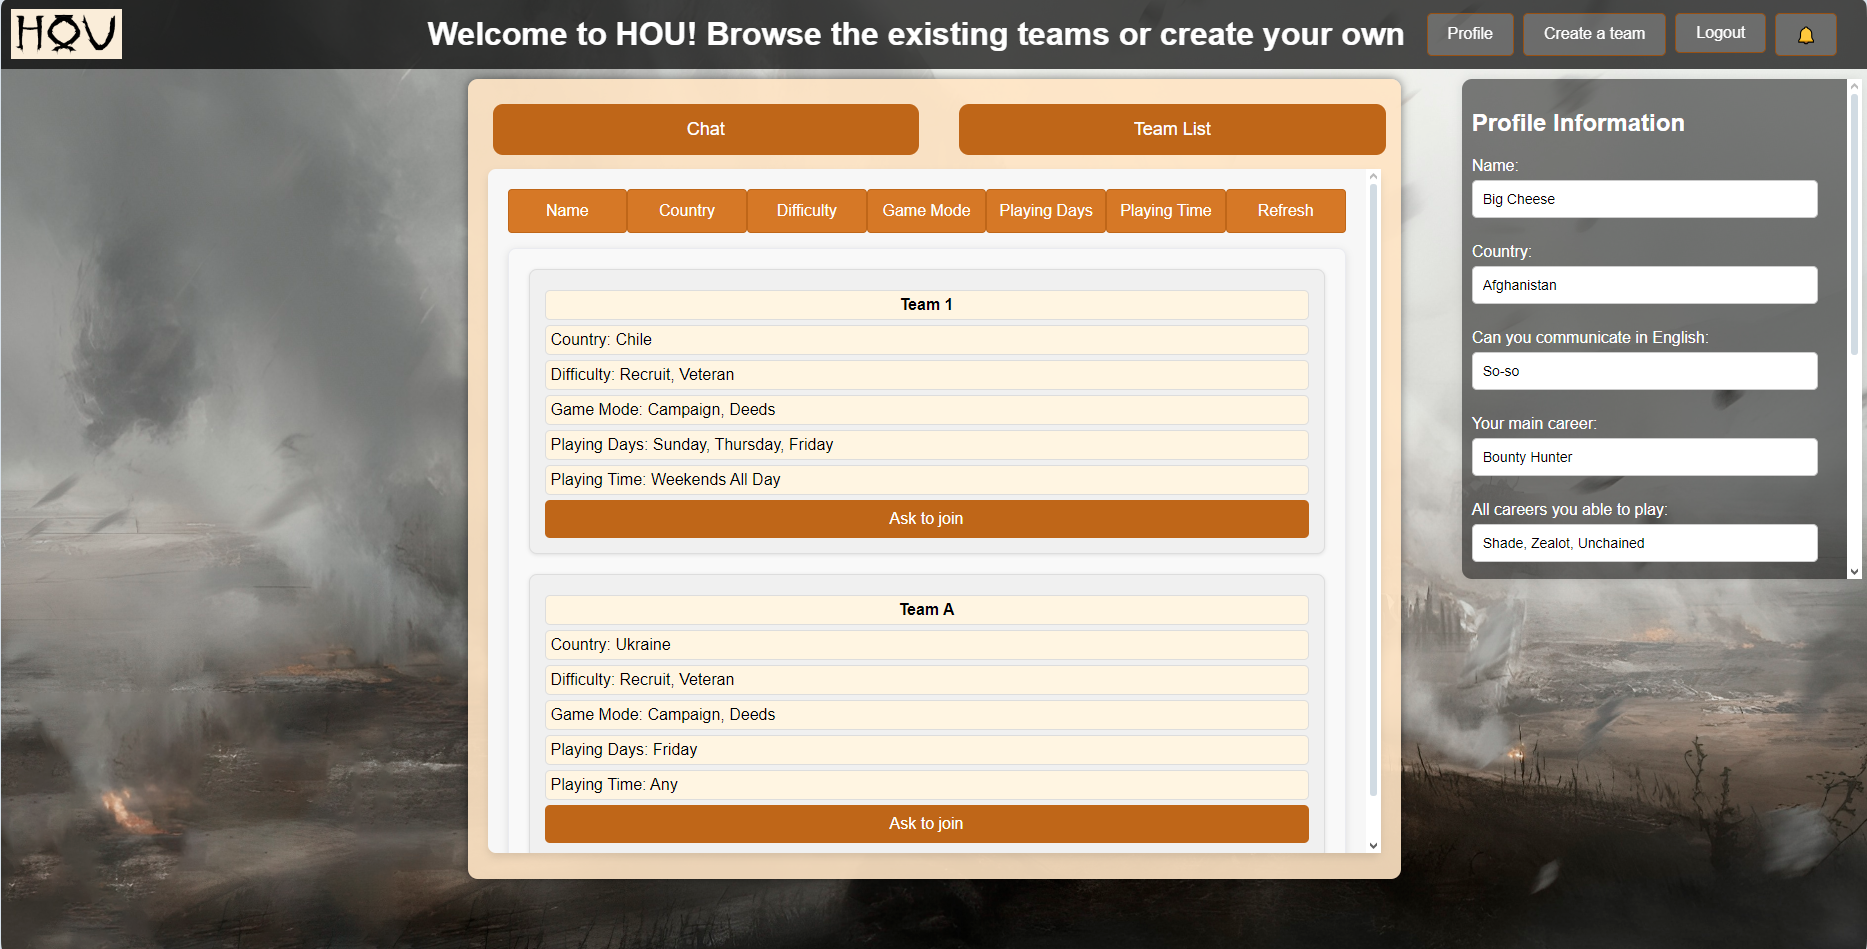 HOU
Welcome to HOU! Browse the existing teams or create your own
Profile
Create a team
Logout
Chat
Team List
Name
Country
Difficulty
Game Mode
Playing Days
Playing Time
Refresh
Team 1
Country: Chile
Difficulty: Recruit, Veteran
Game Mode: Campaign, Deeds
Playing Days: Sunday, Thursday, Friday
Playing Time: Weekends All Day
Ask to join
Team A
Country: Ukraine
Difficulty: Recruit, Veteran
Game Mode: Campaign, Deeds
Playing Days: Friday
Playing Time: Any
Ask to join
Profile Information
Name:
Big Cheese
Country:
Afghanistan
Can you communicate in English:
So-so
Your main career:
Bounty Hunter
All careers you able to play:
Shade, Zealot, Unchained